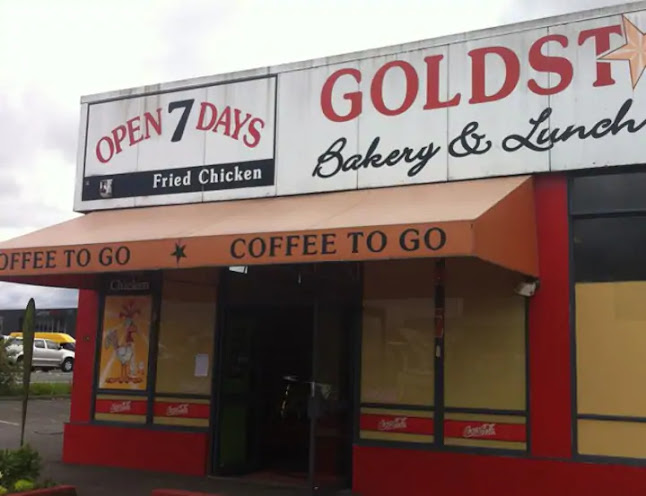 OPEN 7 DAYS
Fried Chicken
GOLDST
Bakery & Lunch
OFFEE TO GO ★ COFFEE TO GO
Chicken